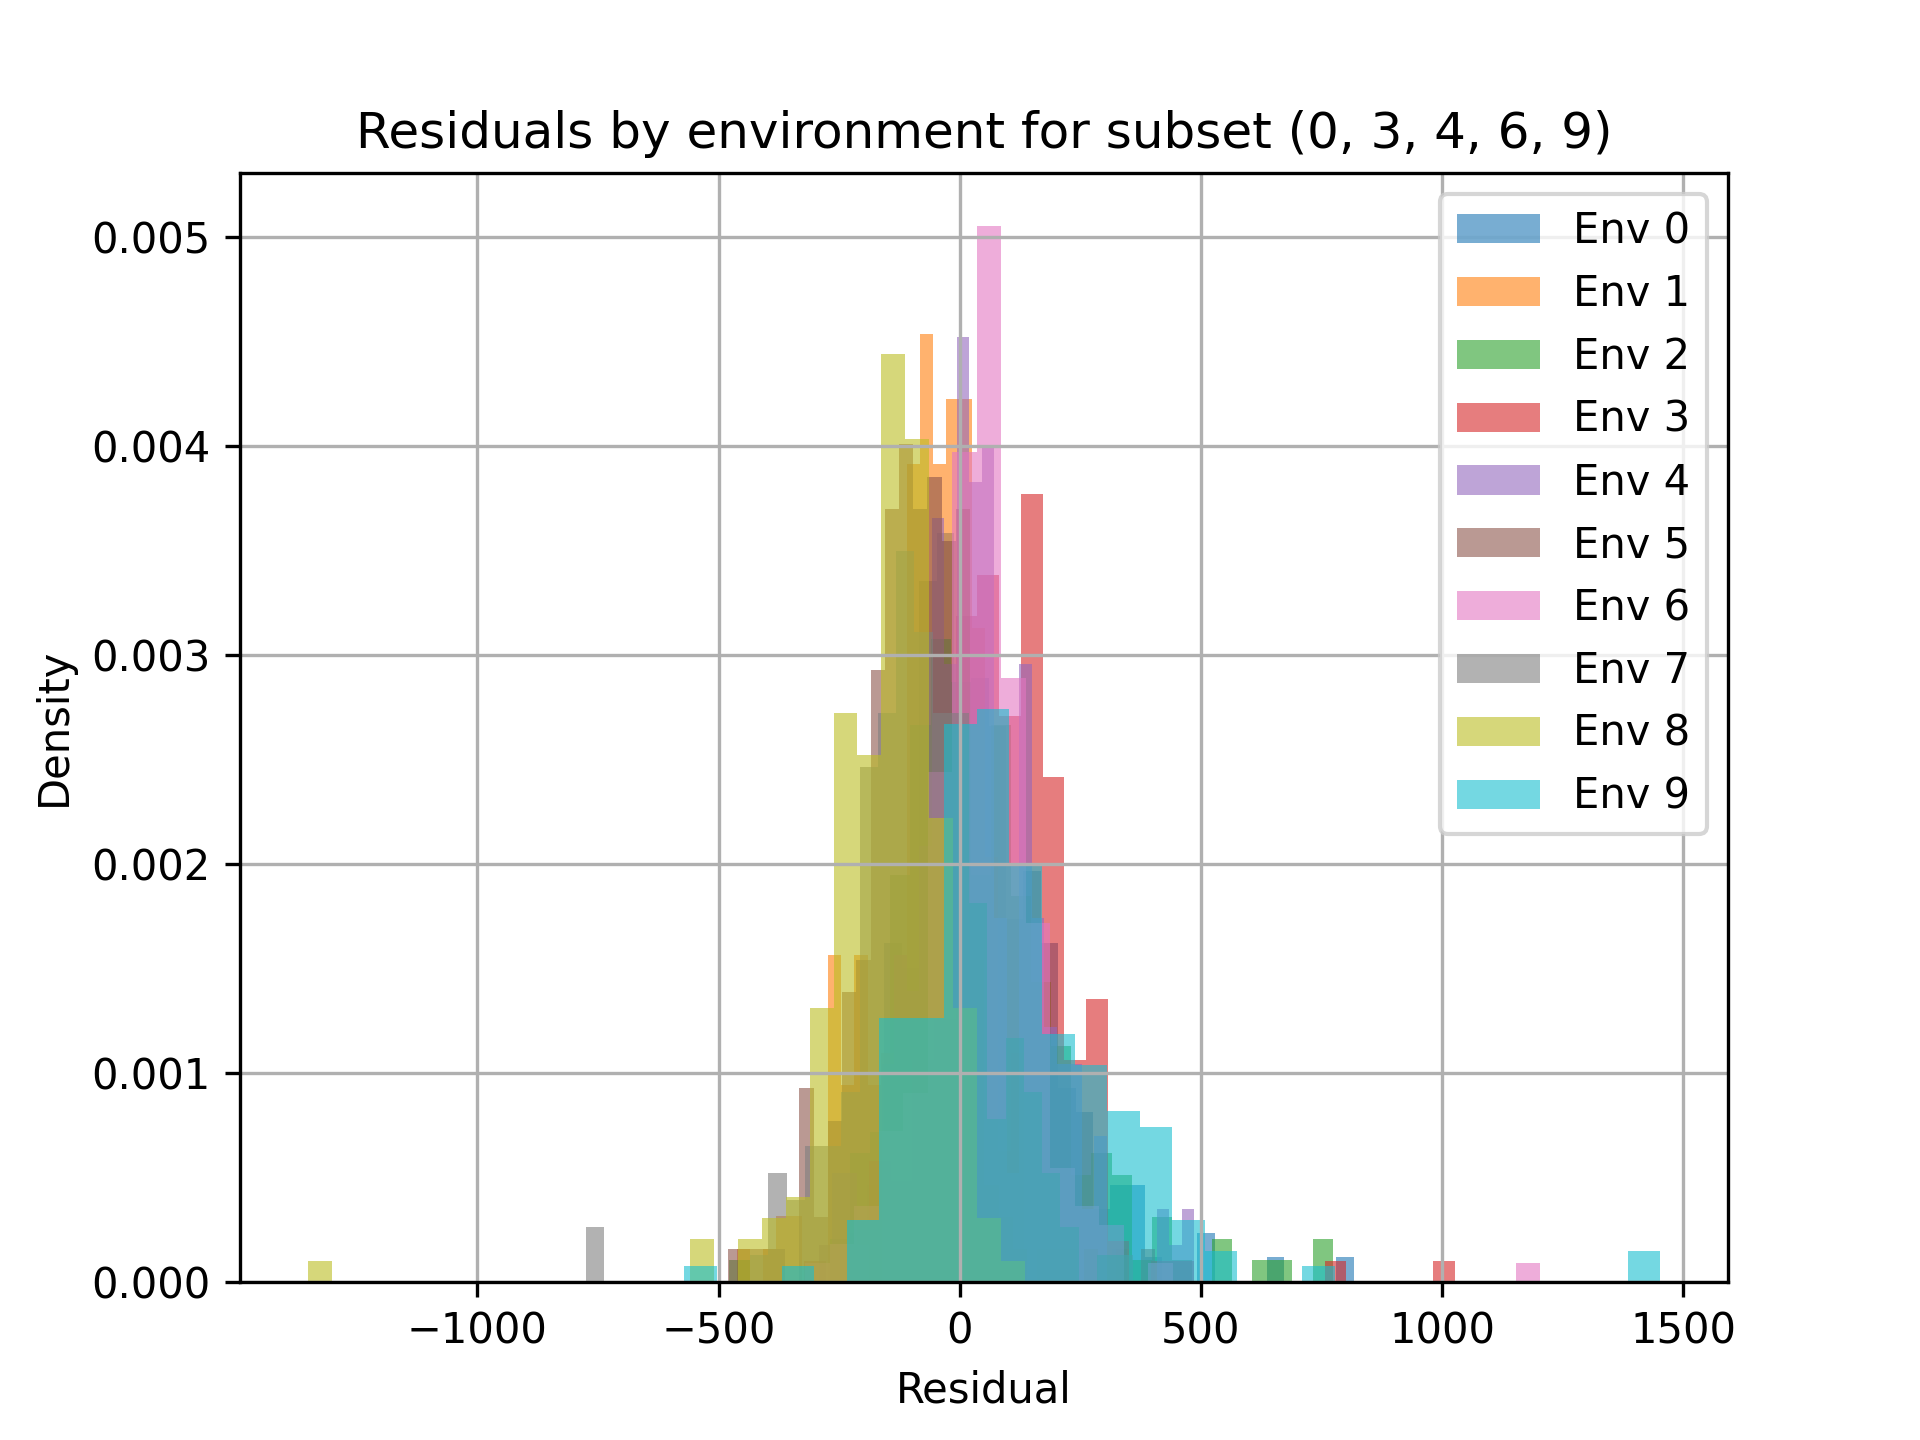 Residuals by environment for subset (0, 3, 4, 6, 9)
0.005
0.004
0.003
0.002
0.001
0.000
Density
−1000
−500
0
500
1000
1500
Residual
Env 0
Env 1
Env 2
Env 3
Env 4
Env 5
Env 6
Env 7
Env 8
Env 9